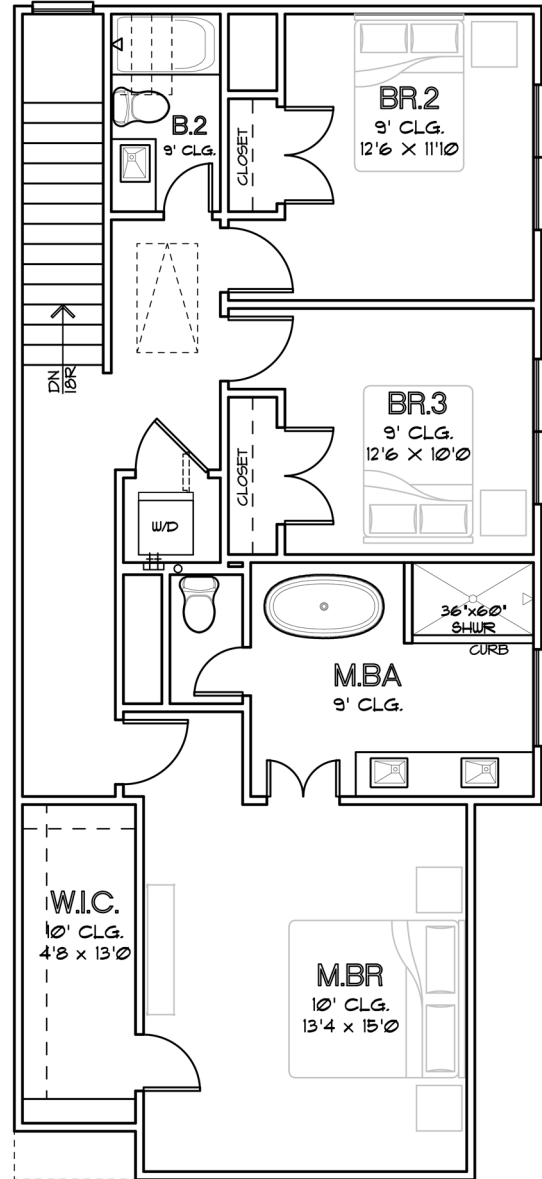 B.2
9' CLG.
CLOSET
BR.2
9' CLG.
12'6 X 11'10
DN
18R
BR.3
9' CLG.
12'6 X 10'0
CLOSET
W/D
36"x60"
SHWR
CURB
M.BA
9' CLG.
W.I.C.
10' CLG.
4'8 x 13'0
M.BR
10' CLG.
13'4 x 15'0